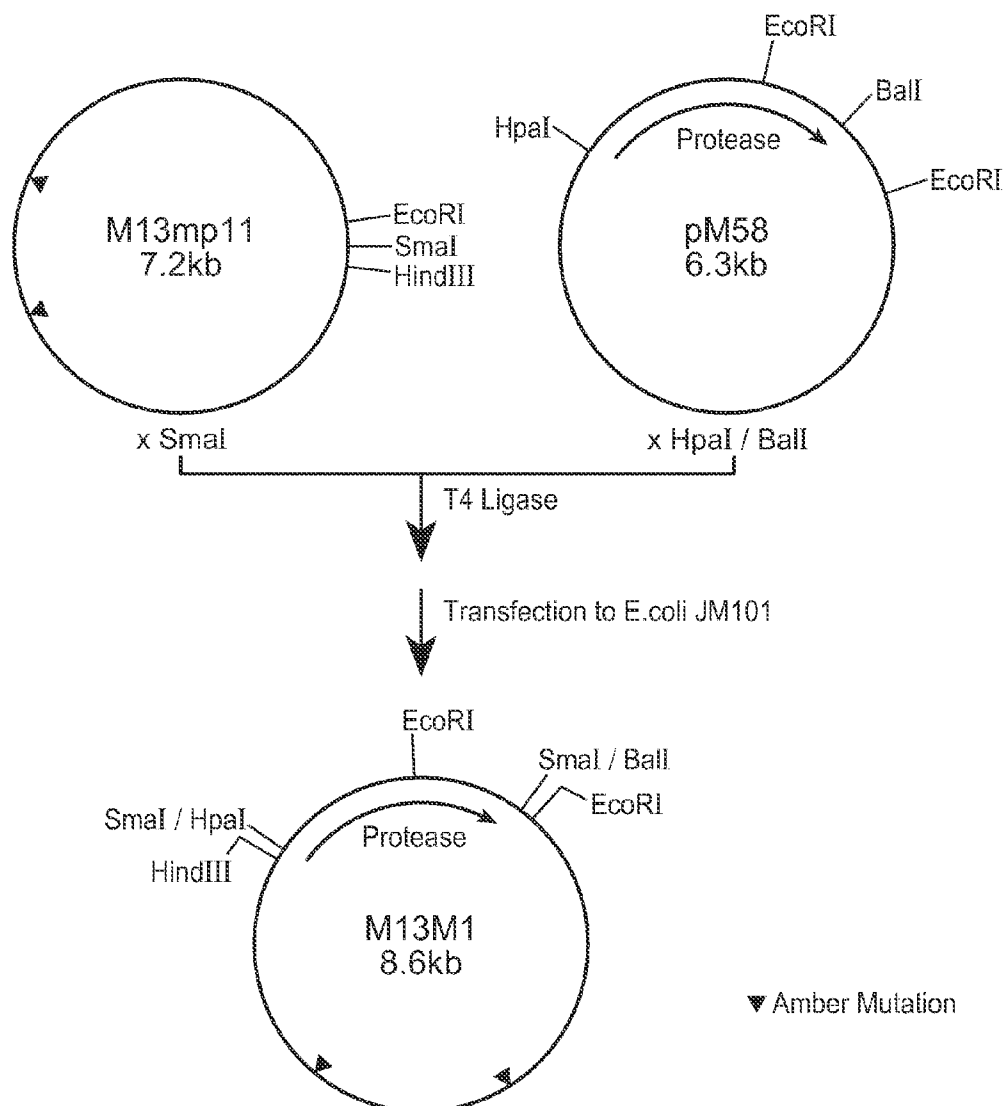 EcoRI
BalI
HpaI
Protease
EcoRI
EcoRI
SmaI
HindIII
M13mp11
7.2kb
pM58
6.3kb
x SmaI
x HpaI / BalI
T4 Ligase
Transfection to E.coli JM101
EcoRI
SmaI / BalI
EcoRI
SmaI / HpaI
HindIII
Protease
M13M1
8.6kb
▼ Amber Mutation